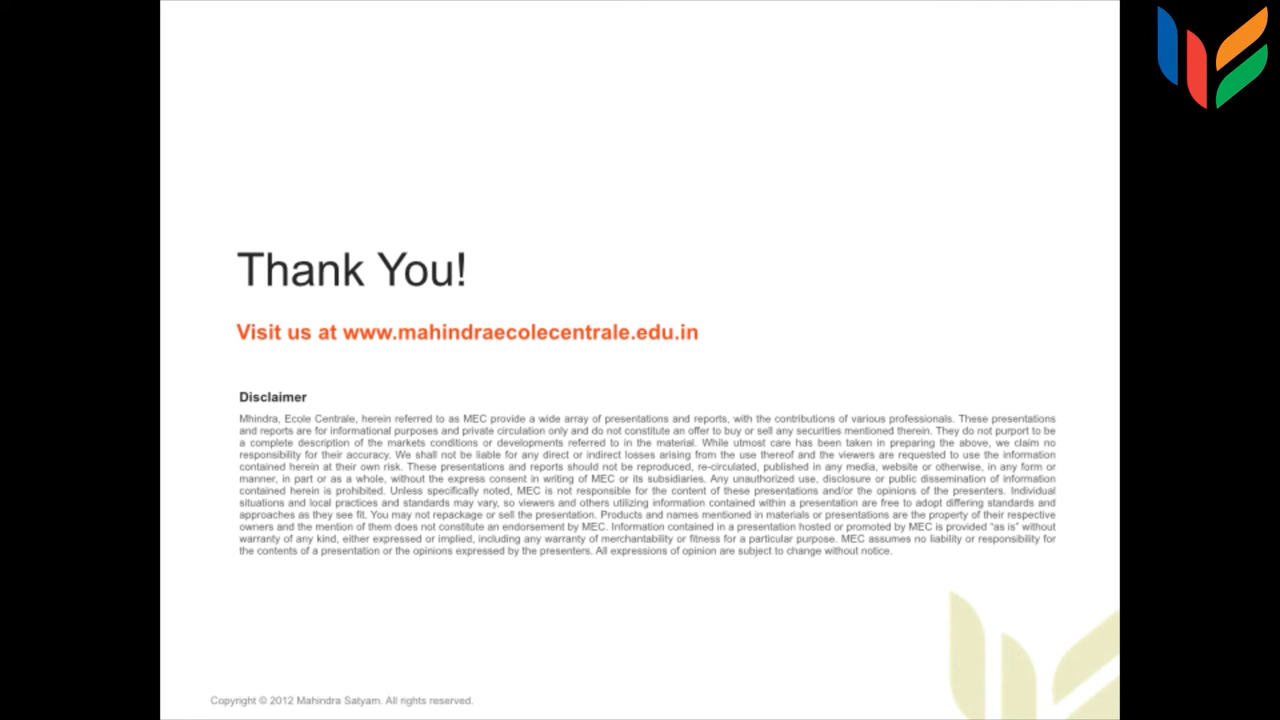 Thank You!
Visit us at www.mahindraecolecentrale.edu.in
Disclaimer
Mhindra, Ecole Centrale, herein referred to as MEC provide a wide array of presentations and reports, with the contributions of various professionals. These presentations
and reports are for informational purposes and private circulation only and do not constitute an offer to buy or sell any securities mentioned therein. They do not purport to be
a complete description of the markets conditions or developments referred to in the material. While utmost care has been taken in preparing the above, we claim no
responsibility for their accuracy. We shall not be liable for any direct or indirect losses arising from the use thereof and the viewers are requested to use the information
contained herein at their own risk. These presentations and reports should not be reproduced, re-circulated, published in any media, website or otherwise, in any form or
manner, in part or as a whole, without the express consent in writing of MEC or its subsidiaries. Any unauthorized use, disclosure or public dissemination of information
contained herein is prohibited. Unless specifically noted, MEC is not responsible for the content of these presentations and/or the opinions of the presenters. Individual
situations and local practices and standards may vary, so viewers and others utilizing information contained within a presentation are free to adopt differing standards and
approaches as they see fit. You may not repackage or sell the presentation. Products and names mentioned in materials or presentations are the property of their respective
owners and the mention of them does not constitute an endorsement by MEC. Information contained in a presentation hosted or promoted by MEC is provided “as is” without
warranty of any kind, either expressed or implied, including any warranty of merchantability or fitness for a particular purpose. MEC assumes no liability or responsibility for
the contents of a presentation or the opinions expressed by the presenters. All expressions of opinion are subject to change without notice.
Copyright © 2012 Mahindra Satyam. All rights reserved.